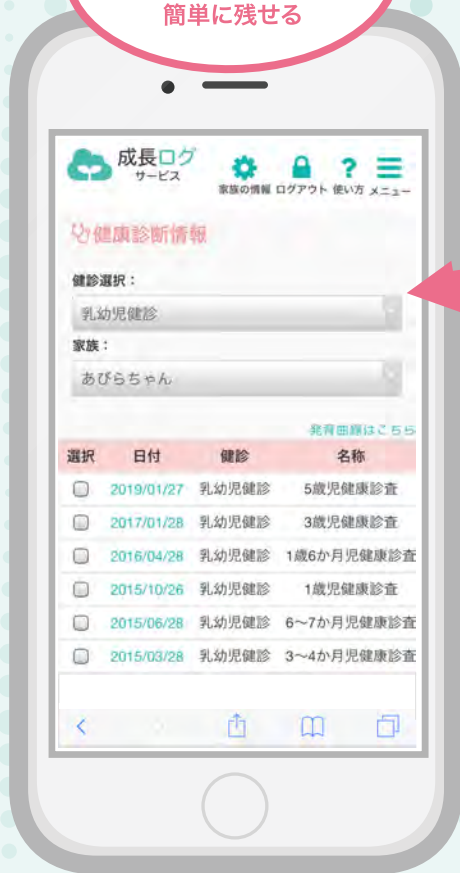 簡単に残せる
成長ログ
サービス
家族の情報 ログアウト 使い方 メニュー
健康診断情報
健診選択：
乳幼児健診
家族：
あびらちゃん
発育曲線はこちら
選択 日付 健診 名称
2019/01/27 乳幼児健診 5歳児健康診査
2017/01/28 乳幼児健診 3歳児健康診査
2016/04/28 乳幼児健診 1歳6か月児健康診査
2015/10/26 乳幼児健診 1歳児健康診査
2015/06/28 乳幼児健診 6〜7か月児健康診査
2015/03/28 乳幼児健診 3〜4か月児健康診査